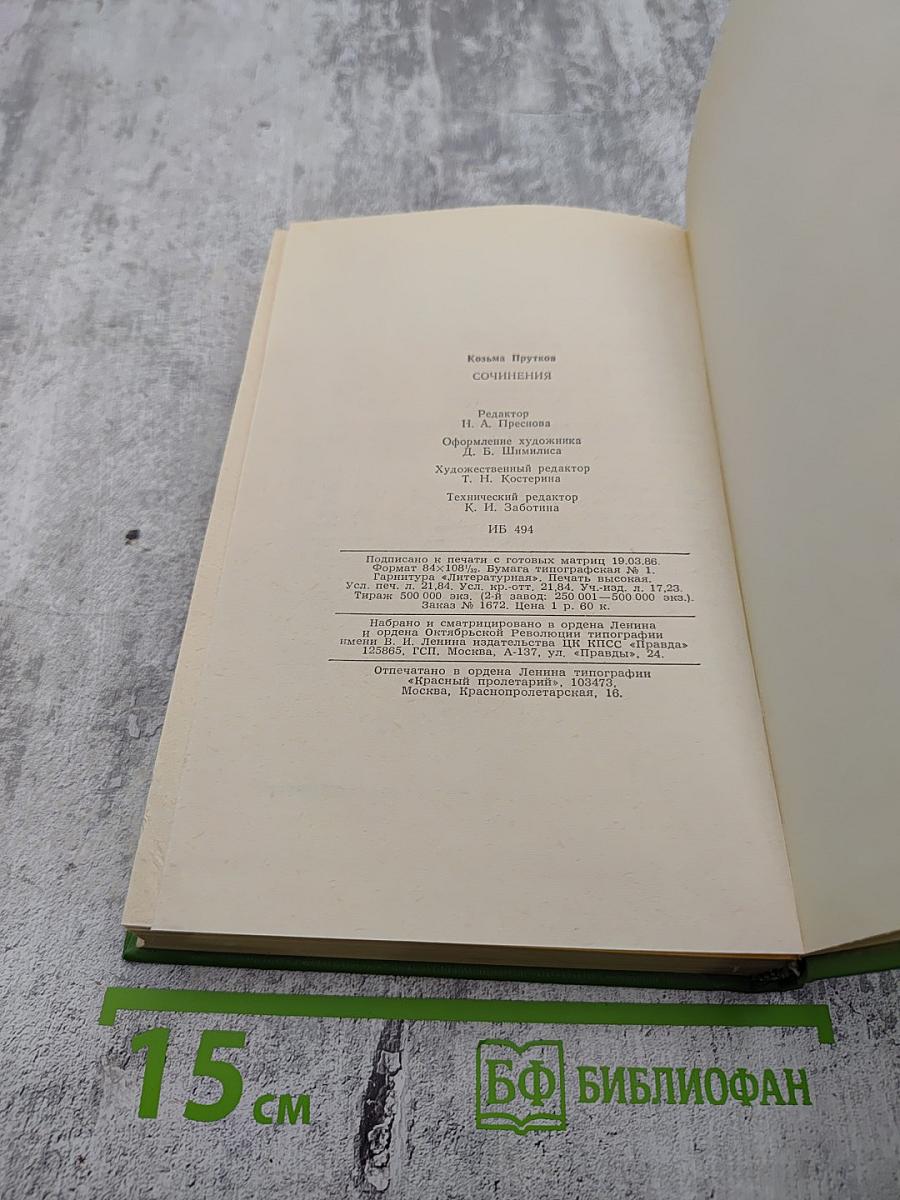 Козьма Прутков
СОЧИНЕНИЯ
Редактор
Н. А. Преснова
Оформление художника
Д. Б. Шимилиса
Художественный редактор
Т. Н. Костерина
Технический редактор
К. И. Заботина
ИБ 494
Подписано к печати с готовых матриц 19.03.86.
Формат 84×108¹/₃₂. Бумага типографская № 1.
Гарнитура «Литературная». Печать высокая.
Усл. печ. л. 21,84. Усл. кр.-отт. 21,84. Уч.-изд. л. 17,23.
Тираж 500 000 экз. (2-й завод: 250 001—500 000 экз.).
Заказ № 1672. Цена 1 р. 60 к.
Набрано и сматрицировано в ордена Ленина
и ордена Октябрьской Революции типографии
имени В. И. Ленина издательства ЦК КПСС «Правда»
125865, ГСП, Москва, А-137, ул. «Правды», 24.
Отпечатано в ордена Ленина типографии
«Красный пролетарий», 103473,
Москва, Краснопролетарская, 16.
15 см
БФ БИБЛИОФАН